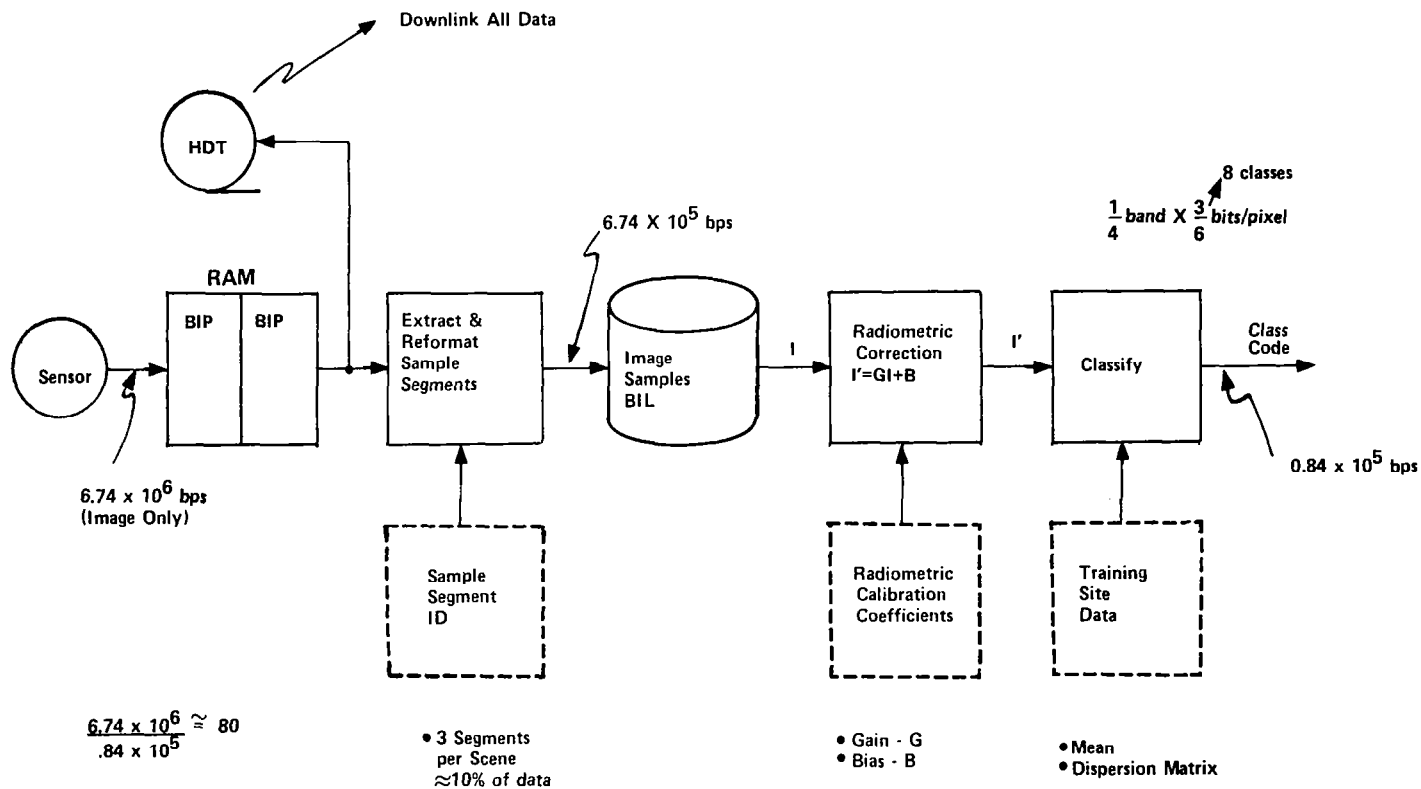 Downlink All Data
HDT
8 classes
1/4 band X 3/6 bits/pixel
6.74 X 10^5 bps
RAM
BIP BIP
Sensor
Extract &
Reformat
Sample
Segments
Image
Samples
BIL
I
Radiometric
Correction
I'=GI+B
I'
Classify
Class
Code
6.74 x 10^6 bps
(Image Only)
0.84 x 10^5 bps
Sample
Segment
ID
Radiometric
Calibration
Coefficients
Training
Site
Data
6.74 x 10^6 ≅ 80
.84 x 10^5
• 3 Segments
per Scene
≈10% of data
• Gain - G
• Bias - B
• Mean
• Dispersion Matrix